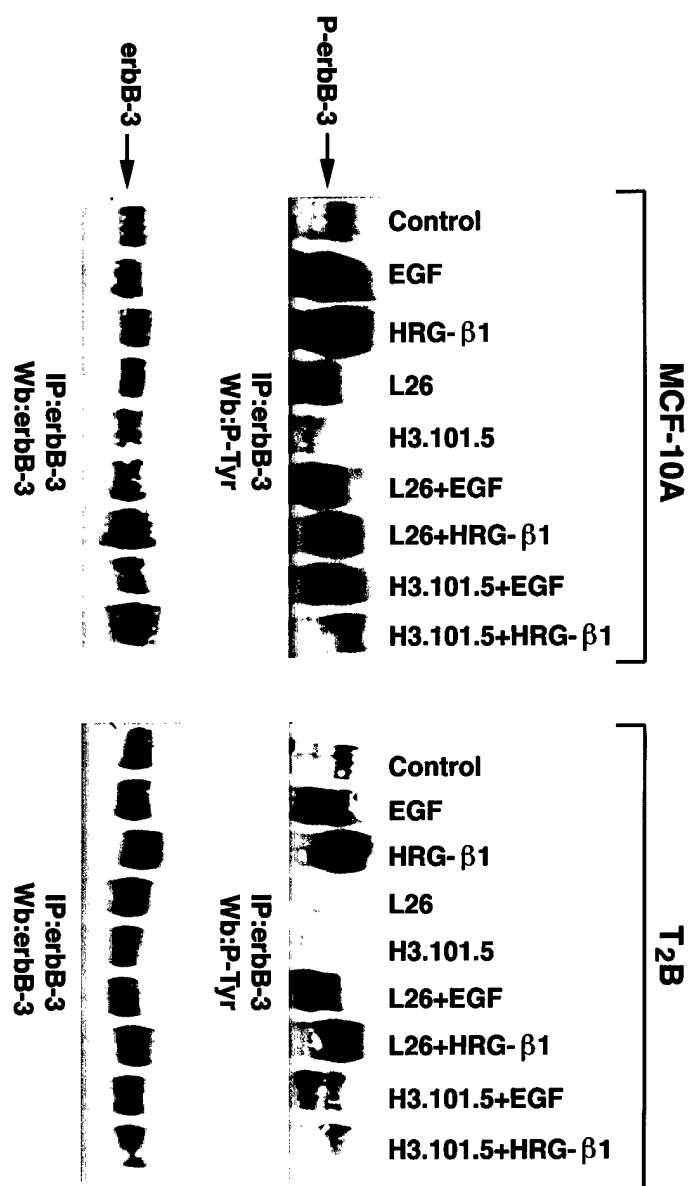 MCF-10A
Control
EGF
HRG-β1
L26
H3.101.5
L26+EGF
L26+HRG-β1
H3.101.5+EGF
H3.101.5+HRG-β1
P-erbB-3
IP:erbB-3
Wb:P-Tyr
erbB-3
IP:erbB-3
Wb:erbB-3
T₂B
Control
EGF
HRG-β1
L26
H3.101.5
L26+EGF
L26+HRG-β1
H3.101.5+EGF
H3.101.5+HRG-β1
IP:erbB-3
Wb:P-Tyr
IP:erbB-3
Wb:erbB-3